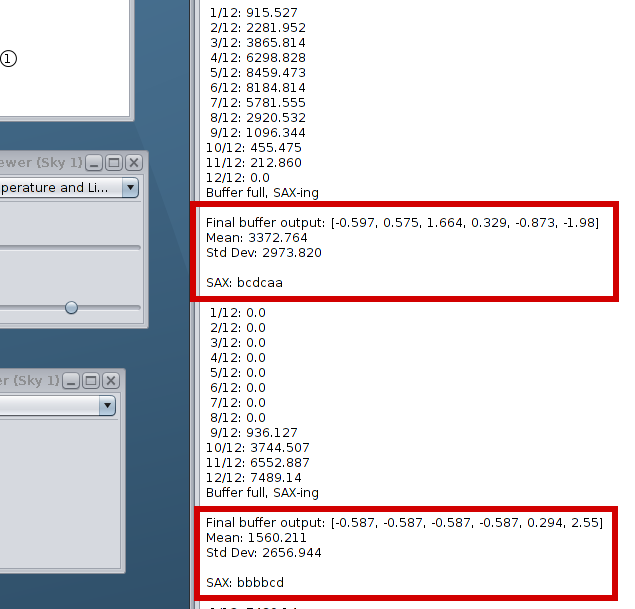 ①
ewer {Sky 1}
perature and Li...
r {Sky 1}
1/12: 915.527
2/12: 2281.952
3/12: 3865.814
4/12: 6298.828
5/12: 8459.473
6/12: 8184.814
7/12: 5781.555
8/12: 2920.532
9/12: 1096.344
10/12: 455.475
11/12: 212.860
12/12: 0.0
Buffer full, SAX-ing
Final buffer output: [-0.597, 0.575, 1.664, 0.329, -0.873, -1.98]
Mean: 3372.764
Std Dev: 2973.820
SAX: bcdcaa
1/12: 0.0
2/12: 0.0
3/12: 0.0
4/12: 0.0
5/12: 0.0
6/12: 0.0
7/12: 0.0
8/12: 0.0
9/12: 936.127
10/12: 3744.507
11/12: 6552.887
12/12: 7489.14
Buffer full, SAX-ing
Final buffer output: [-0.587, -0.587, -0.587, -0.587, 0.294, 2.55]
Mean: 1560.211
Std Dev: 2656.944
SAX: bbbbcd